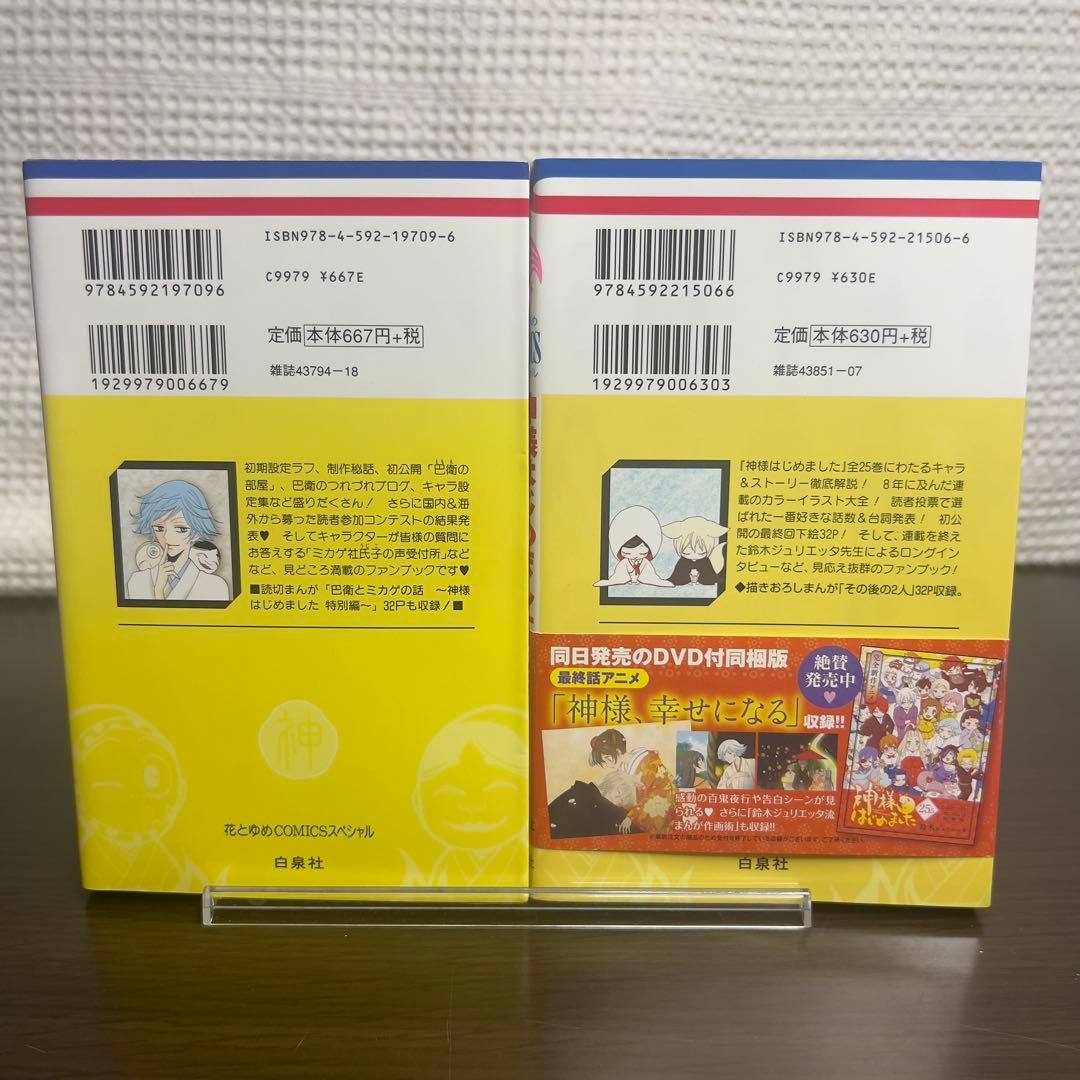 ISBN978-4-592-19709-6
C9979 ¥667E
9784592197096
定価 本体667円+税
雑誌43794-18
1929979006679
初期設定ラフ、制作秘話、初公開「巴衛の
部屋」、巴衛のつれづれブログ、キャラ設
定集など盛りだくさん! さらに国内&海
外から募った読者参加コンテストの結果発
表♥ そしてキャラクターが皆様の質問に
お答えする「ミカゲ社氏子の声受付所」など
など、見どころ満載のファンブックです♥
■読切まんが「巴衛とミカゲの話 ～神様
はじめました 特別編～」32Pも収録!■
神
花とゆめCOMICSスペシャル
白泉社
ISBN978-4-592-21506-6
C9979 ¥630E
9784592215066
定価 本体630円+税
雑誌43851-07
1929979006303
「神様はじめました」全25巻にわたるキャラ
&ストーリー徹底解説! 8年に及んだ連
載のカラーイラスト大全! 読者投票で選
ばれた一番好きな話数&台詞発表! 初公
開の最終回下絵32P! そして、連載を終え
た鈴木ジュリエッタ先生によるロングイン
タビューなど、見応え抜群のファンブック!
◆描きおろしまんが「その後の2人」32P収録。
同日発売のDVD付同梱版
最終話アニメ
「神様、幸せになる」収録!!
絶賛
発売中
♥
完全新作アニメ
神様
はじめました
感動の百鬼夜行や告白シーンが見
られる♥ さらに「鈴木ジュリエッタ流
まんが作画術」も収録!!
白泉社